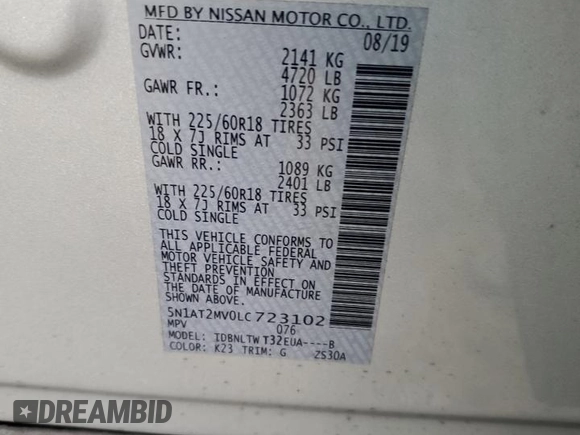 MFD BY NISSAN MOTOR CO., LTD.
DATE: 08/19
GVWR: 2141 KG
4720 LB
GAWR FR.: 1072 KG
2363 LB
WITH 225/60R18 TIRES
18 X 7J RIMS AT 33 PSI
COLD SINGLE
GAWR RR.: 1089 KG
2401 LB
WITH 225/60R18 TIRES
18 X 7J RIMS AT 33 PSI
COLD SINGLE
THIS VEHICLE CONFORMS TO
ALL APPLICABLE FEDERAL
MOTOR VEHICLE SAFETY AND
THEFT PREVENTION
STANDARDS IN EFFECT ON
THE DATE OF MANUFACTURE
SHOWN ABOVE.
5N1AT2MV0LC723102
MPV 076
MODEL: IDBNLTW T32EUA----B
COLOR: K23 TRIM: G ZS30A
DREAMBID